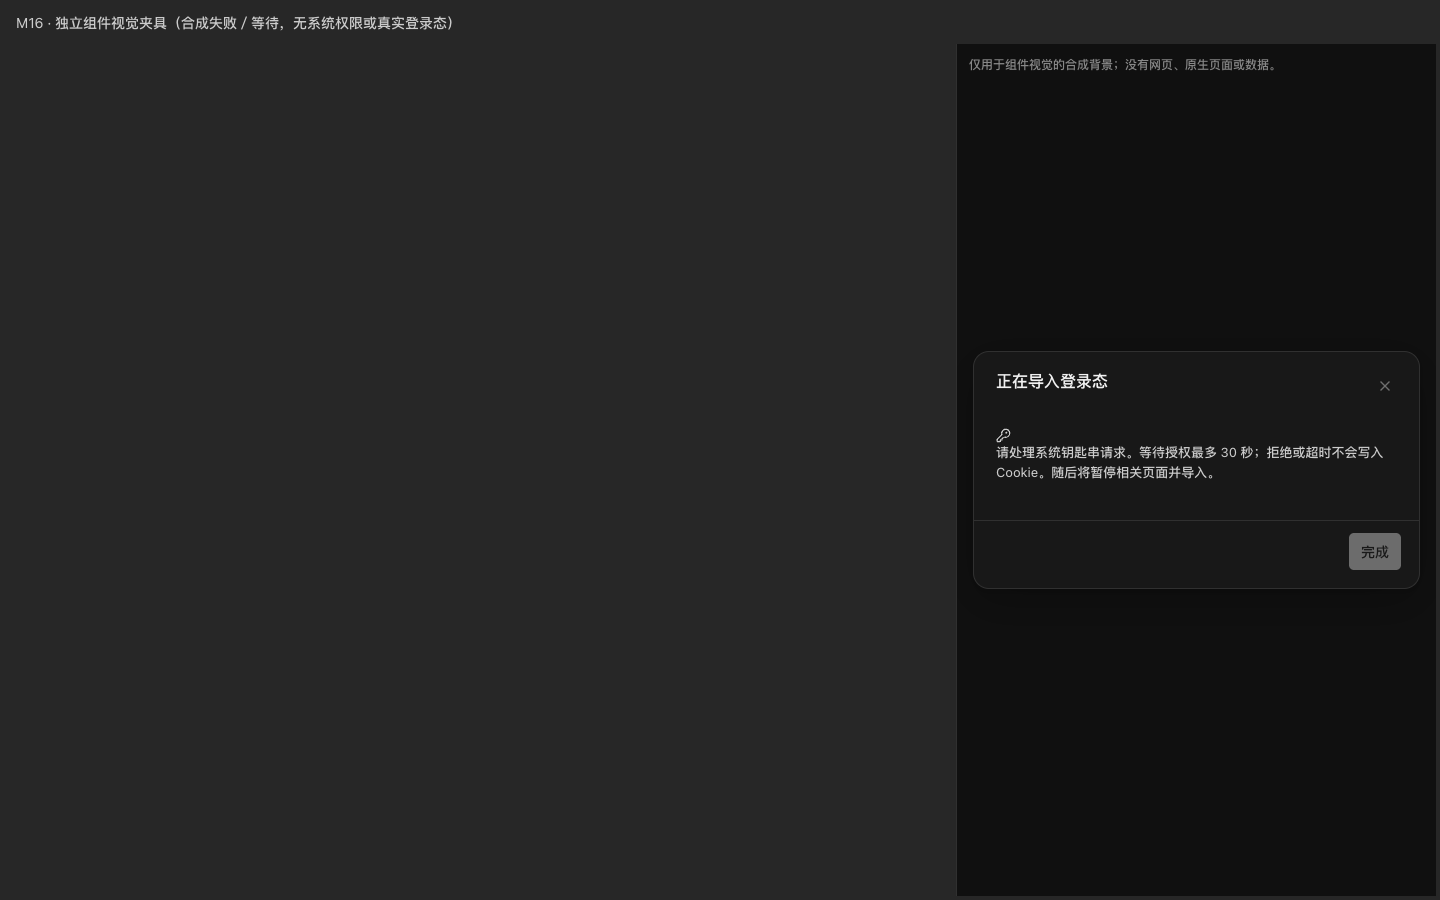 M16 · 独立组件视觉夹具（合成失败 / 等待，无系统权限或真实登录态）
仅用于组件视觉的合成背景；没有网页、原生页面或数据。
正在导入登录态
请处理系统钥匙串请求。等待授权最多 30 秒；拒绝或超时不会写入
Cookie。随后将暂停相关页面并导入。
完成